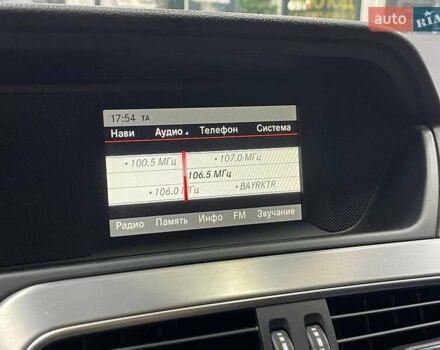 auto RIA
17:54 TA
Нави Аудио Телефон Система
100.5 МГц 107.0 МГц
106.5 МГц
106.0 МГц BAYRKTR
Радио Память Инфо FM Звучание